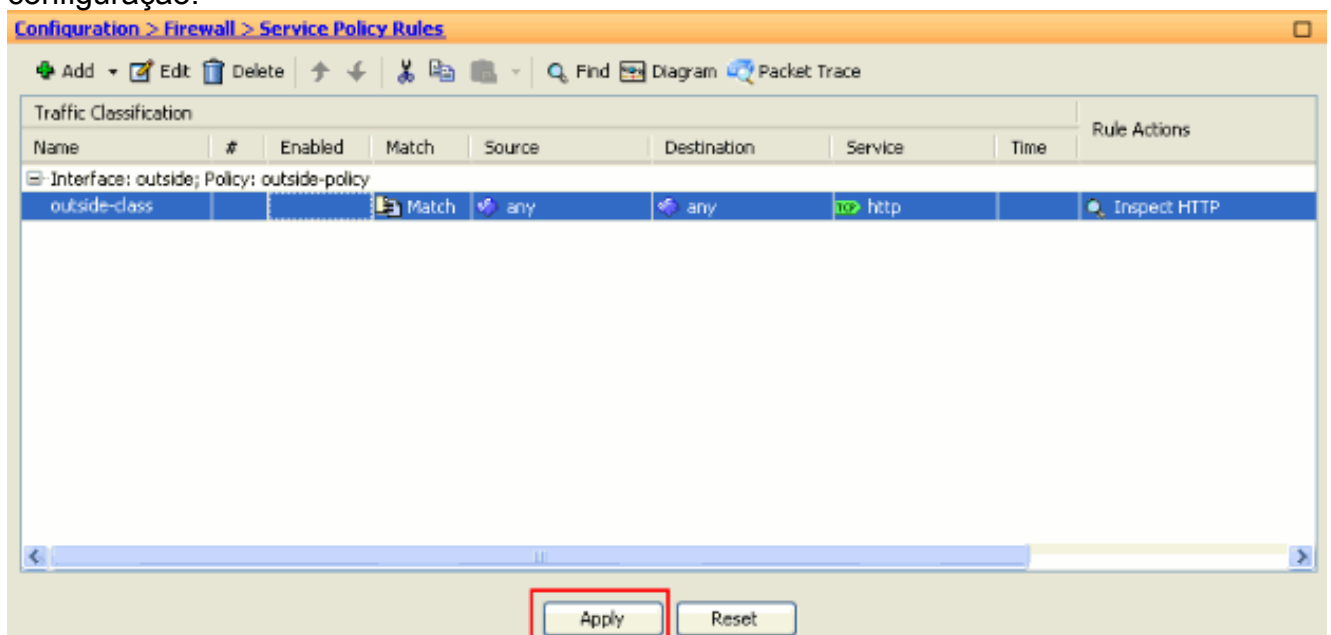 configuração.
Configuration > Firewall > Service Policy Rules
Add Edit Delete Find Diagram Packet Trace
Traffic Classification
Rule Actions
Name # Enabled Match Source Destination Service Time
Interface: outside; Policy: outside-policy
outside-class Match any any TCP http Inspect HTTP
Apply Reset